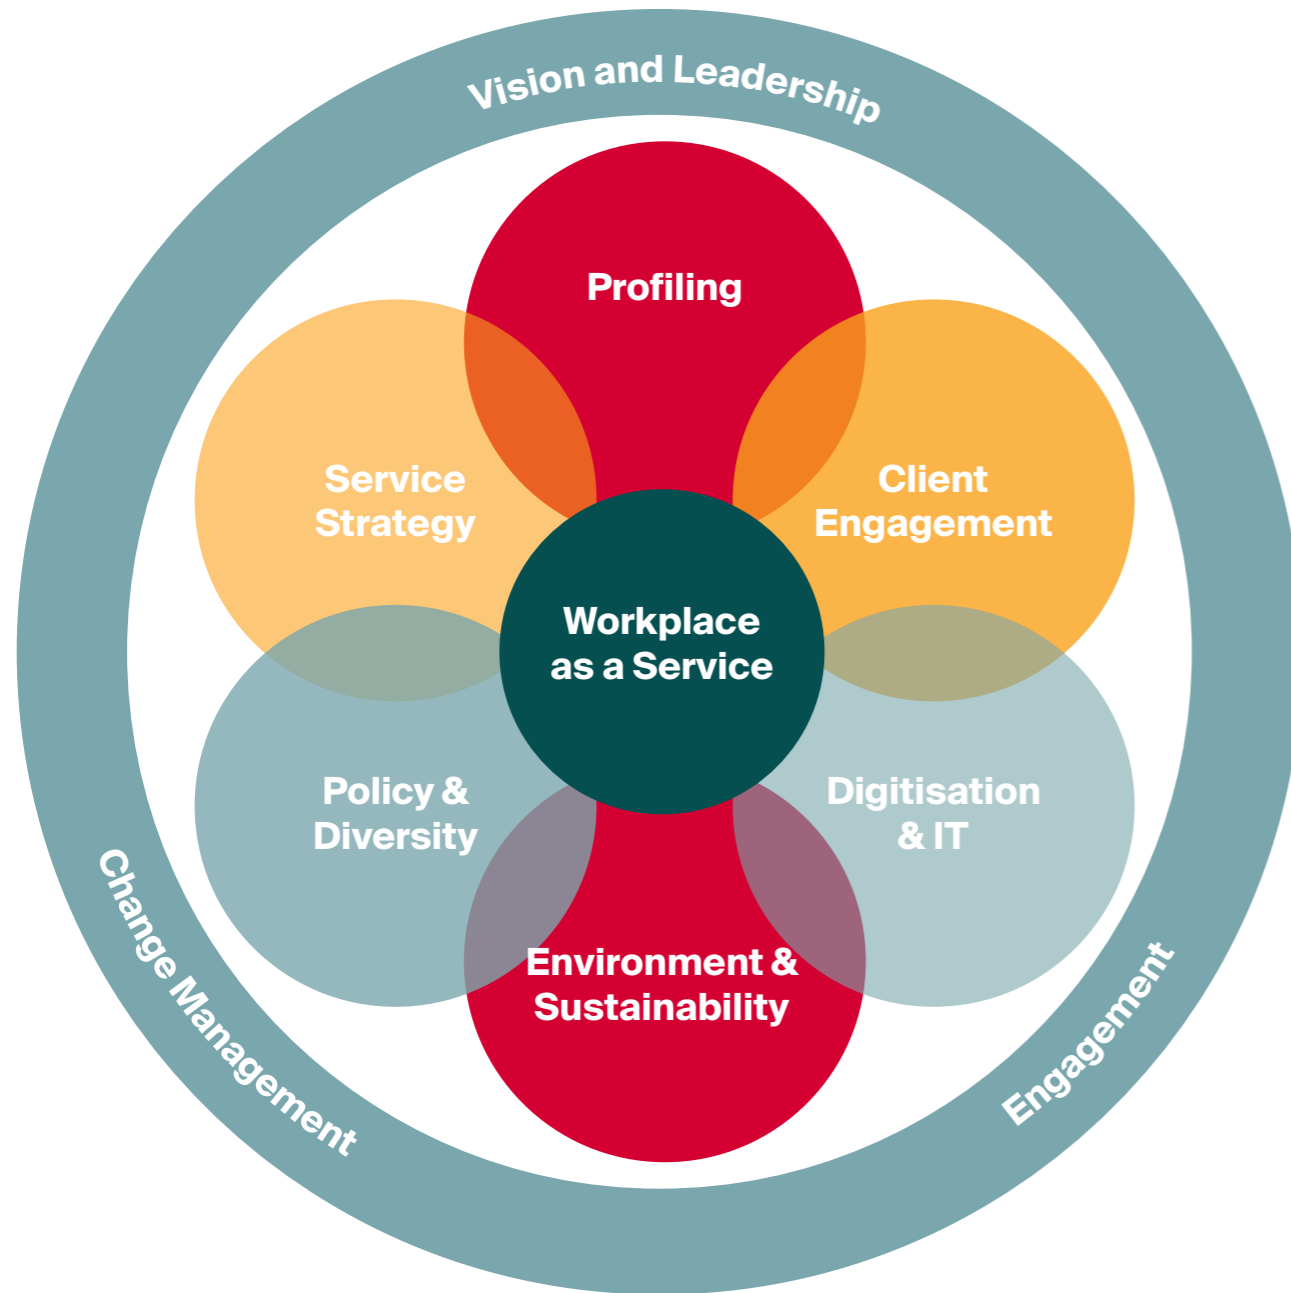 Vision and Leadership
Profiling
Service
Strategy
Client
Engagement
Workplace
as a Service
Policy &
Diversity
Digitisation
& IT
Environment &
Sustainability
Change Management
Engagement